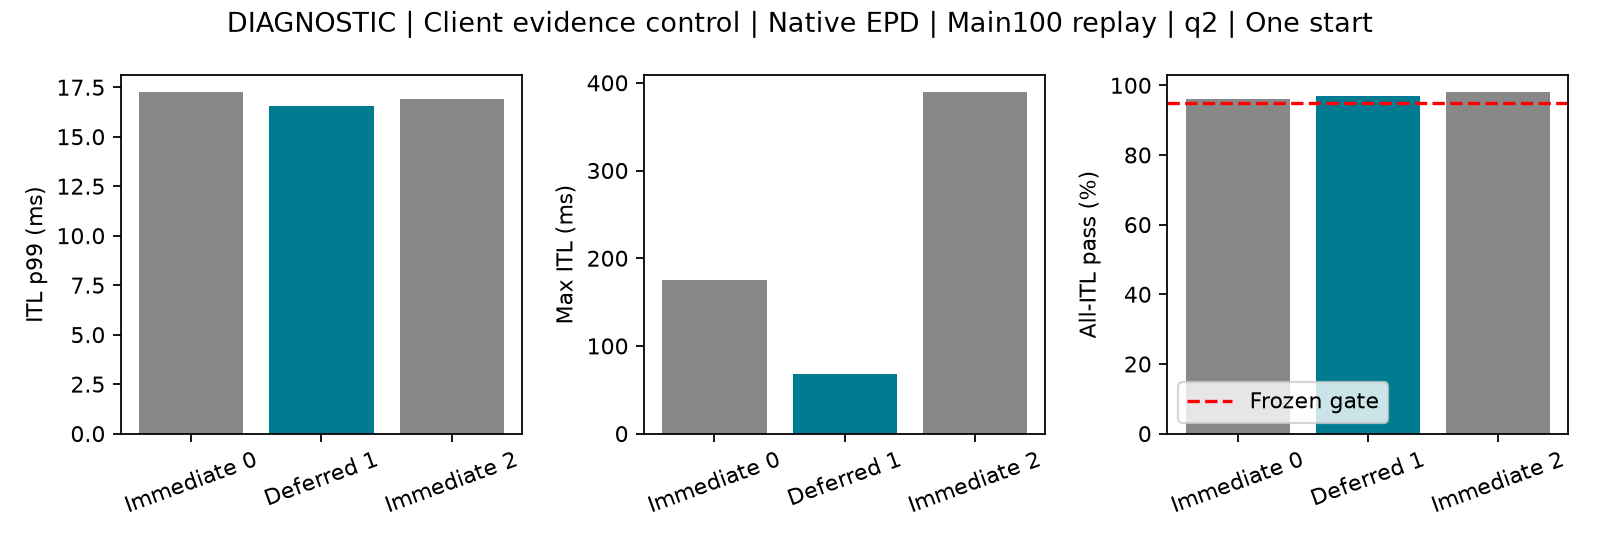 DIAGNOSTIC | Client evidence control | Native EPD | Main100 replay | q2 | One start
ITL p99 (ms)
17.5
15.0
12.5
10.0
7.5
5.0
2.5
0.0
Immediate 0
Deferred 1
Immediate 2
Max ITL (ms)
400
300
200
100
0
Immediate 0
Deferred 1
Immediate 2
All-ITL pass (%)
100
80
60
40
20
0
Frozen gate
Immediate 0
Deferred 1
Immediate 2